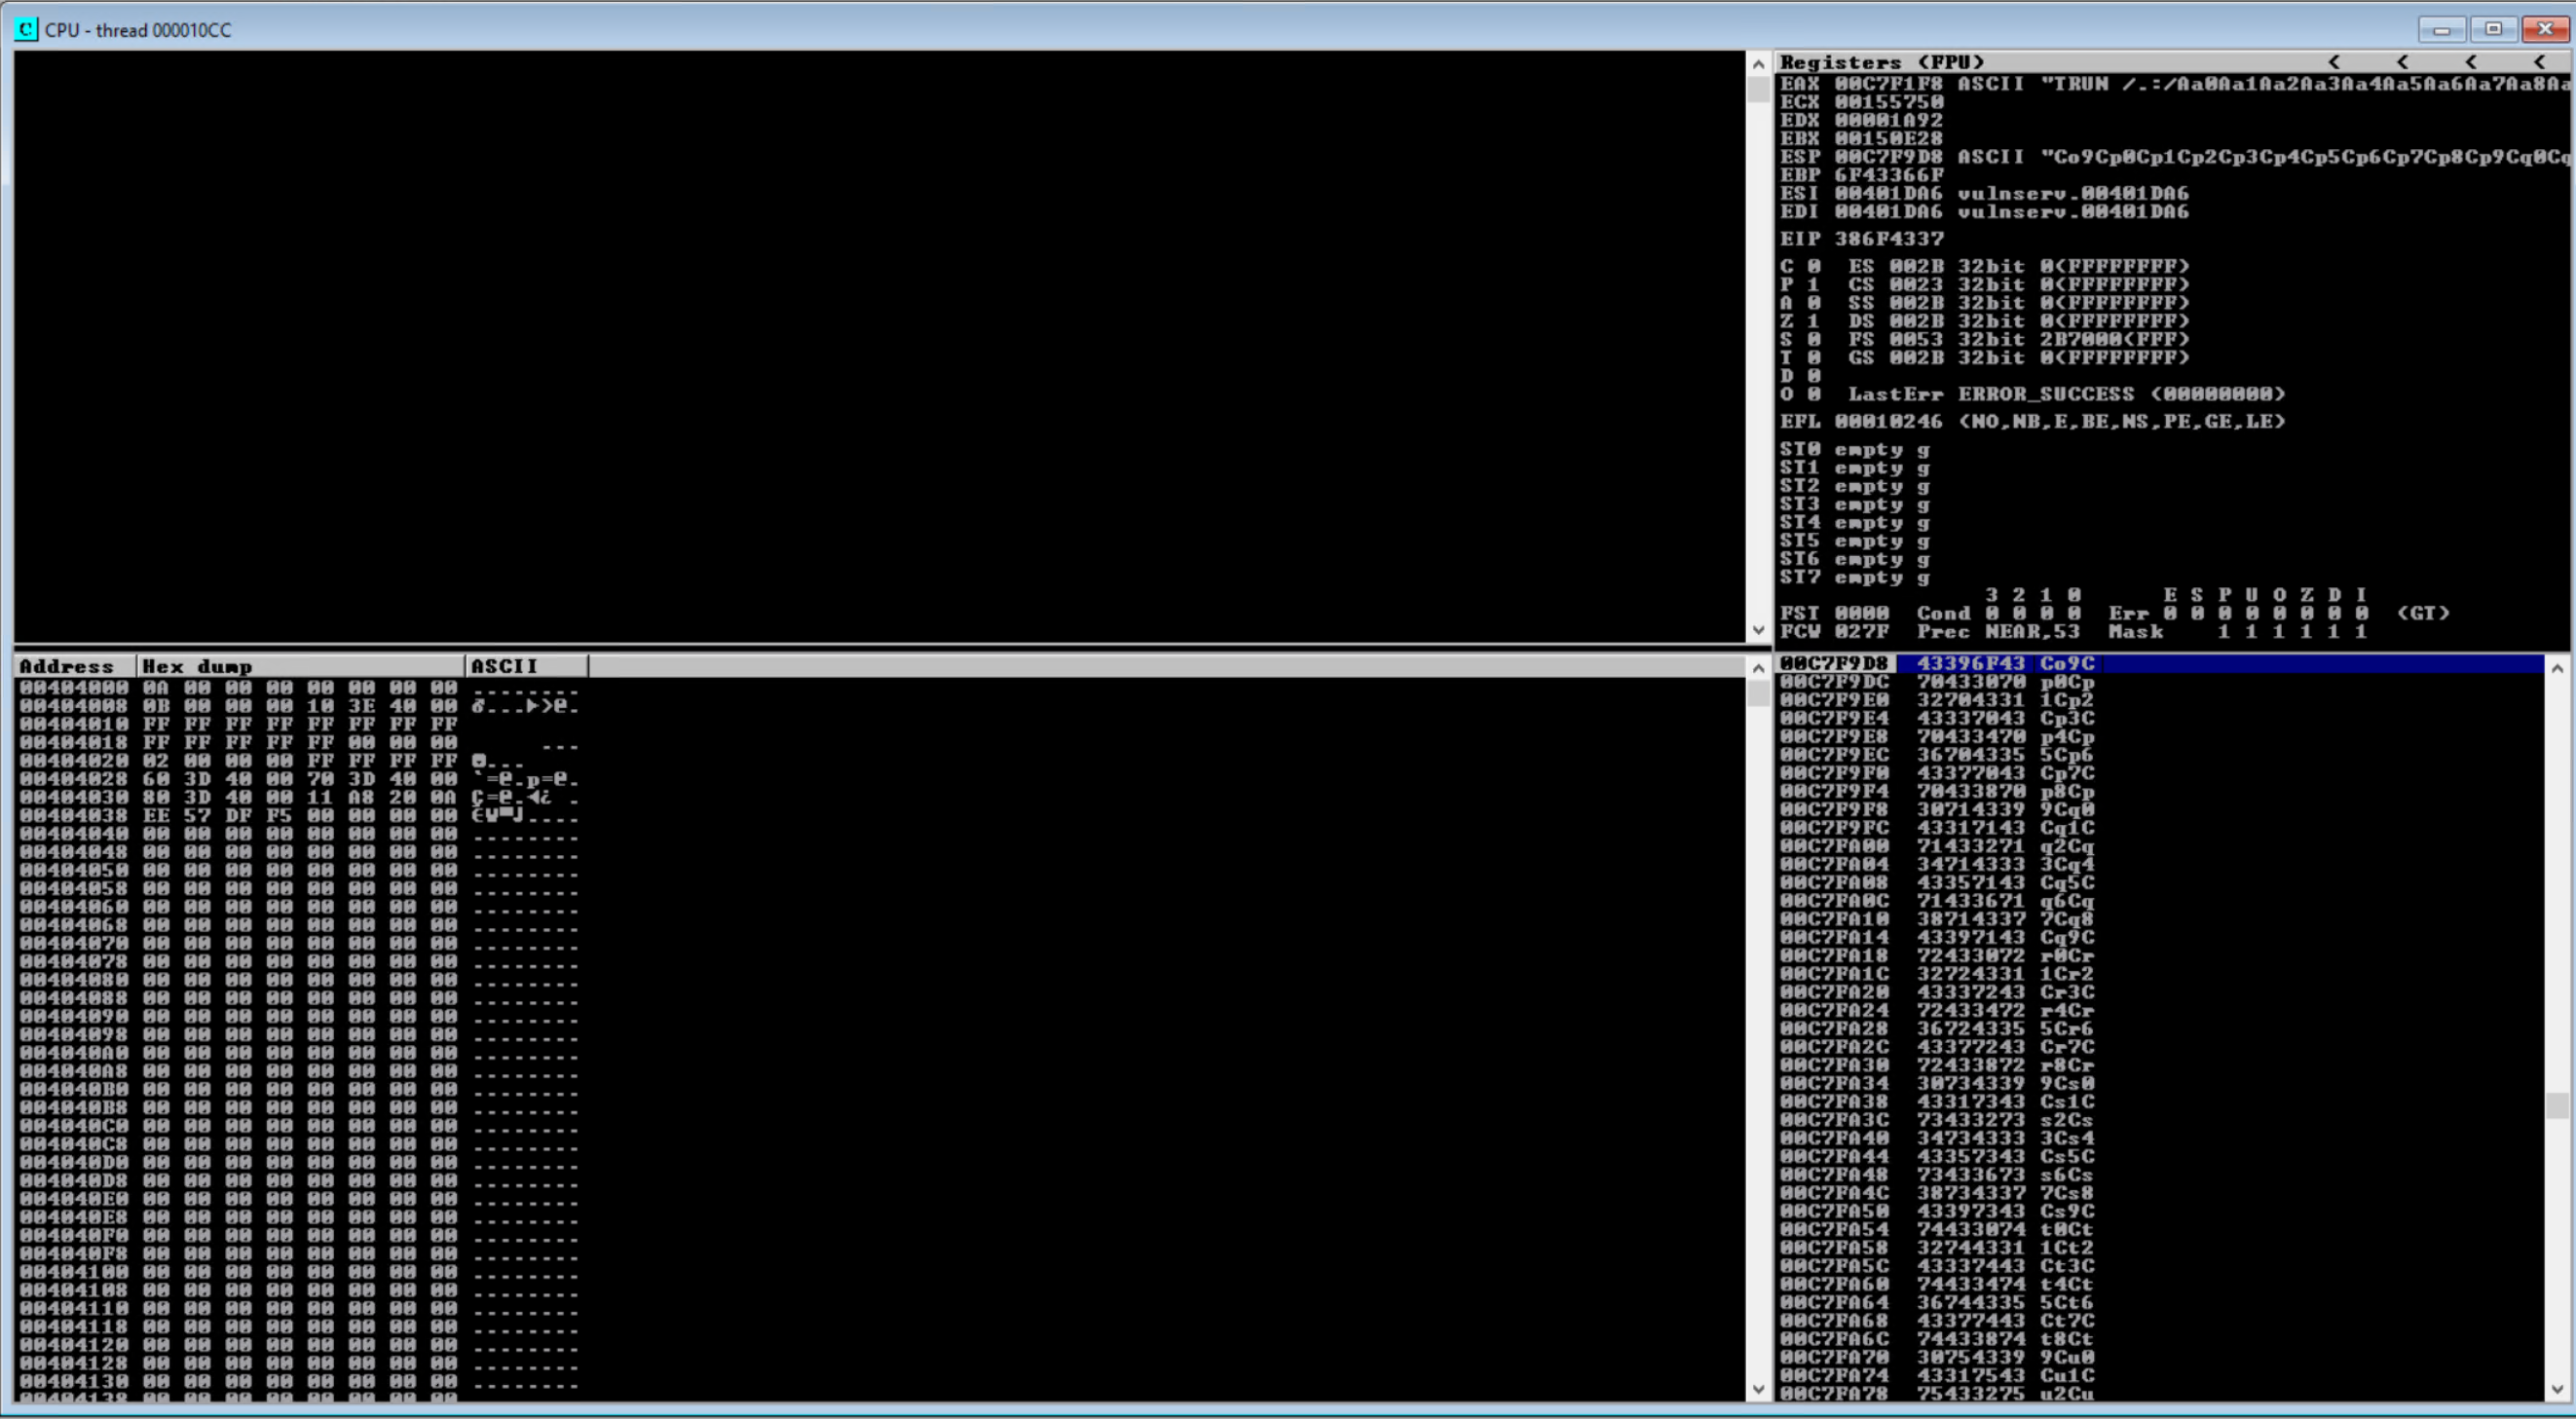 CPU - thread 000010CC
Registers (FPU) < < < <
EAX 00C7F1F8 ASCII "TRUN /.:/Aa0Aa1Aa2Aa3Aa4Aa5Aa6Aa7Aa8Aa
ECX 00155750
EDX 00001A92
EBX 00150E28
ESP 00C7F9D8 ASCII "Co9Cp0Cp1Cp2Cp3Cp4Cp5Cp6Cp7Cp8Cp9Cq0Cq
EBP 6F43366F
ESI 00401DA6 vulnserv.00401DA6
EDI 00401DA6 vulnserv.00401DA6
EIP 386F4337
C 0 ES 002B 32bit 0(FFFFFFFF)
P 1 CS 0023 32bit 0(FFFFFFFF)
A 0 SS 002B 32bit 0(FFFFFFFF)
Z 1 DS 002B 32bit 0(FFFFFFFF)
S 0 FS 0053 32bit 2B7000(FFF)
T 0 GS 002B 32bit 0(FFFFFFFF)
D 0
O 0 LastErr ERROR_SUCCESS (00000000)
EFL 00010246 (NO,NB,E,BE,NS,PE,GE,LE)
ST0 empty g
ST1 empty g
ST2 empty g
ST3 empty g
ST4 empty g
ST5 empty g
ST6 empty g
ST7 empty g
3 2 1 0 E S P U O Z D I
FST 0000 Cond 0 0 0 0 Err 0 0 0 0 0 0 0 0 (GT)
FCW 027F Prec NEAR,53 Mask 1 1 1 1 1 1
Address Hex dump ASCII
00404000 0A 00 00 00 00 00 00 00 ........
00404008 0B 00 00 00 10 3E 40 00 ♂...►>@.
00404010 FF FF FF FF FF FF FF FF
00404018 FF FF FF FF FF 00 00 00 ...
00404020 02 00 00 00 FF FF FF FF ☻...
00404028 60 3D 40 00 70 3D 40 00 `=@.p=@.
00404030 80 3D 40 00 11 A8 20 0A Ç=@.◄¿ .
00404038 EE 57 DF F5 00 00 00 00 εW▀⌡....
00404040 00 00 00 00 00 00 00 00 ........
00404048 00 00 00 00 00 00 00 00 ........
00404050 00 00 00 00 00 00 00 00 ........
00404058 00 00 00 00 00 00 00 00 ........
00404060 00 00 00 00 00 00 00 00 ........
00404068 00 00 00 00 00 00 00 00 ........
00404070 00 00 00 00 00 00 00 00 ........
00404078 00 00 00 00 00 00 00 00 ........
00404080 00 00 00 00 00 00 00 00 ........
00404088 00 00 00 00 00 00 00 00 ........
00404090 00 00 00 00 00 00 00 00 ........
00404098 00 00 00 00 00 00 00 00 ........
004040A0 00 00 00 00 00 00 00 00 ........
004040A8 00 00 00 00 00 00 00 00 ........
004040B0 00 00 00 00 00 00 00 00 ........
004040B8 00 00 00 00 00 00 00 00 ........
004040C0 00 00 00 00 00 00 00 00 ........
004040C8 00 00 00 00 00 00 00 00 ........
004040D0 00 00 00 00 00 00 00 00 ........
004040D8 00 00 00 00 00 00 00 00 ........
004040E0 00 00 00 00 00 00 00 00 ........
004040E8 00 00 00 00 00 00 00 00 ........
004040F0 00 00 00 00 00 00 00 00 ........
004040F8 00 00 00 00 00 00 00 00 ........
00404100 00 00 00 00 00 00 00 00 ........
00404108 00 00 00 00 00 00 00 00 ........
00404110 00 00 00 00 00 00 00 00 ........
00404118 00 00 00 00 00 00 00 00 ........
00404120 00 00 00 00 00 00 00 00 ........
00404128 00 00 00 00 00 00 00 00 ........
00404130 00 00 00 00 00 00 00 00 ........
00404138 00 00 00 00 00 00 00 00
00C7F9D8 43396F43 Co9C
00C7F9DC 70433070 p0Cp
00C7F9E0 32704331 1Cp2
00C7F9E4 43337043 Cp3C
00C7F9E8 70433470 p4Cp
00C7F9EC 36704335 5Cp6
00C7F9F0 43377043 Cp7C
00C7F9F4 70433870 p8Cp
00C7F9F8 30714339 9Cq0
00C7F9FC 43317143 Cq1C
00C7FA00 71433271 q2Cq
00C7FA04 34714333 3Cq4
00C7FA08 43357143 Cq5C
00C7FA0C 71433671 q6Cq
00C7FA10 38714337 7Cq8
00C7FA14 43397143 Cq9C
00C7FA18 72433072 r0Cr
00C7FA1C 32724331 1Cr2
00C7FA20 43337243 Cr3C
00C7FA24 72433472 r4Cr
00C7FA28 36724335 5Cr6
00C7FA2C 43377243 Cr7C
00C7FA30 72433872 r8Cr
00C7FA34 30734339 9Cs0
00C7FA38 43317343 Cs1C
00C7FA3C 73433273 s2Cs
00C7FA40 34734333 3Cs4
00C7FA44 43357343 Cs5C
00C7FA48 73433673 s6Cs
00C7FA4C 38734337 7Cs8
00C7FA50 43397343 Cs9C
00C7FA54 74433074 t0Ct
00C7FA58 32744331 1Ct2
00C7FA5C 43337443 Ct3C
00C7FA60 74433474 t4Ct
00C7FA64 36744335 5Ct6
00C7FA68 43377443 Ct7C
00C7FA6C 74433874 t8Ct
00C7FA70 30754339 9Cu0
00C7FA74 43317543 Cu1C
00C7FA78 75433275 u2Cu